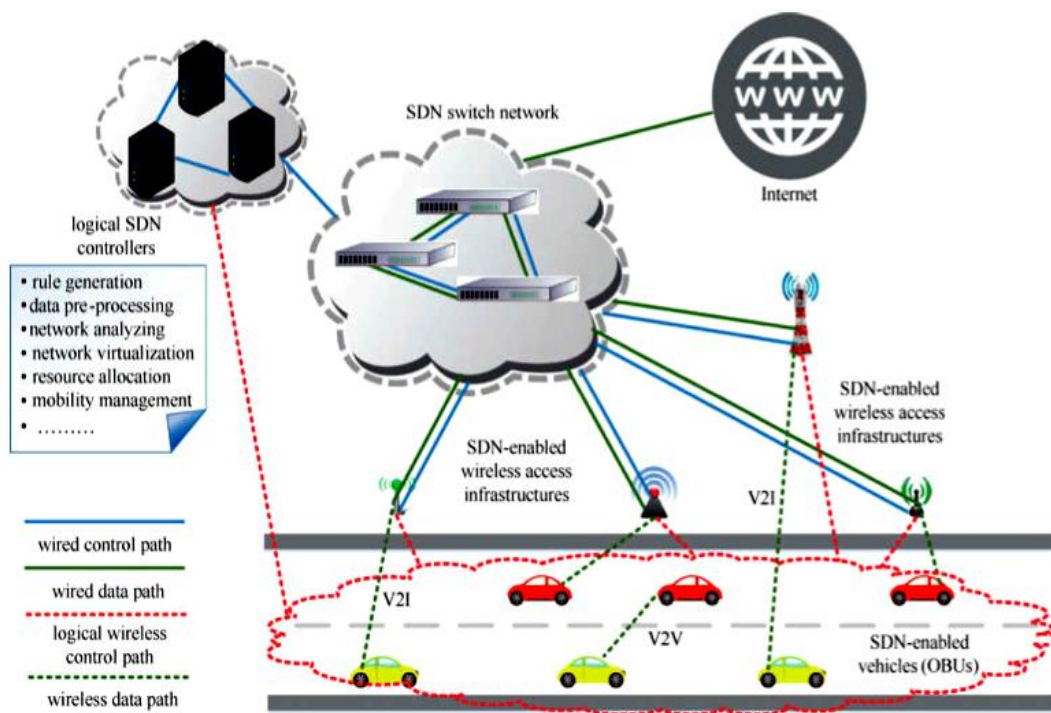 SDN switch network
WWW
Internet
logical SDN
controllers
• rule generation
• data pre-processing
• network analyzing
• network virtualization
• resource allocation
• mobility management
• .........
SDN-enabled
wireless access
infrastructures
SDN-enabled
wireless access
infrastructures
V2I
V2I
V2V
SDN-enabled
vehicles (OBUs)
wired control path
wired data path
logical wireless
control path
wireless data path